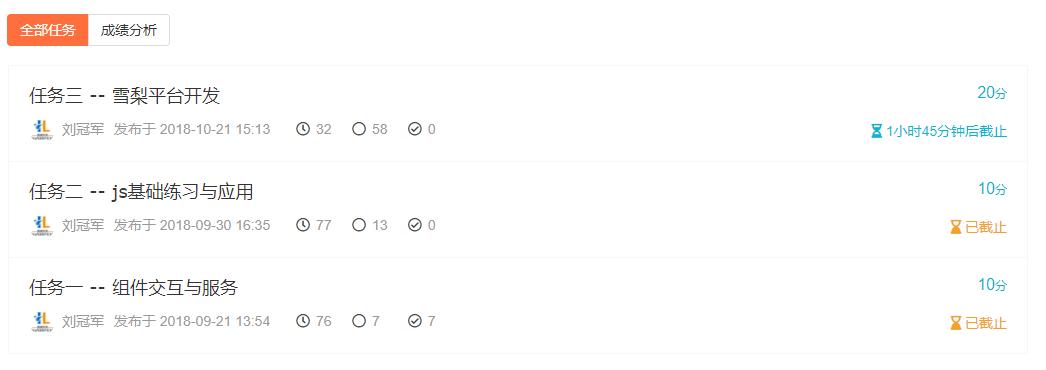 全部任务 成绩分析
任务三 -- 雪梨平台开发 20分
刘冠军 发布于 2018-10-21 15:13 32 58 0 1小时45分钟后截止
任务二 -- js基础练习与应用 10分
刘冠军 发布于 2018-09-30 16:35 77 13 0 已截止
任务一 -- 组件交互与服务 10分
刘冠军 发布于 2018-09-21 13:54 76 7 7 已截止